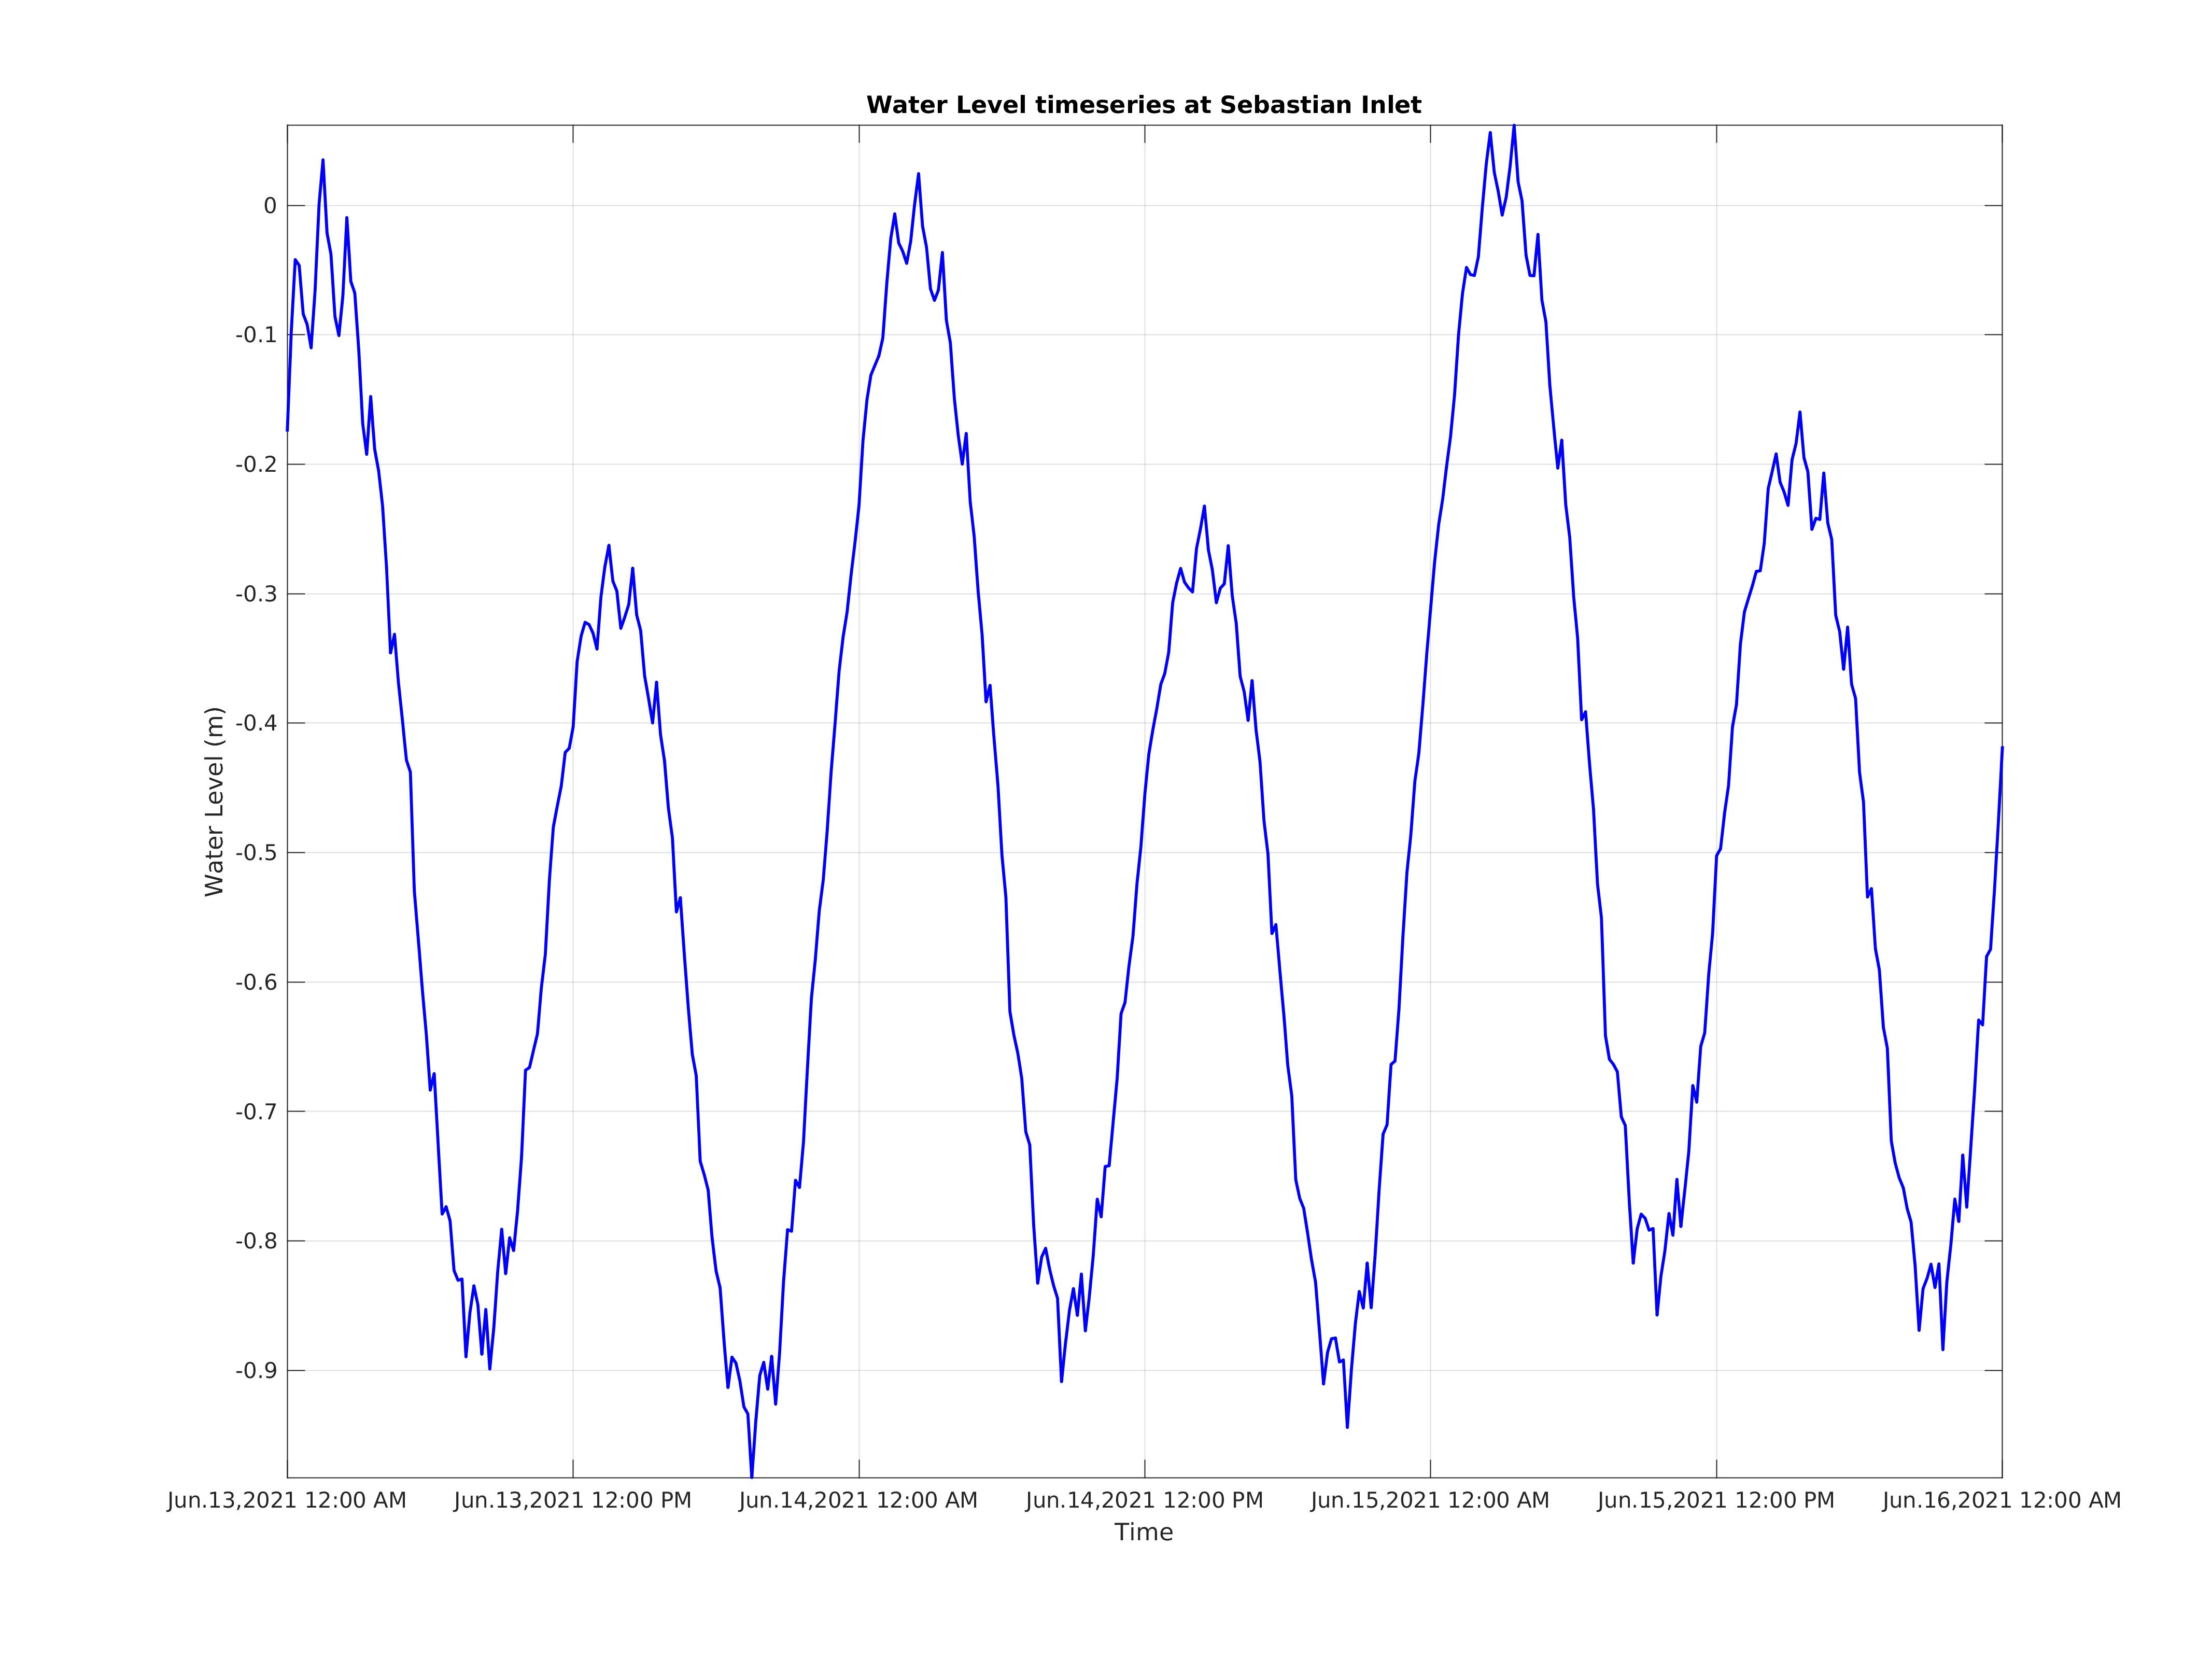 Water Level timeseries at Sebastian Inlet
0
-0.1
-0.2
-0.3
-0.4
-0.5
-0.6
-0.7
-0.8
-0.9
Water Level (m)
Jun.13,2021 12:00 AM Jun.13,2021 12:00 PM Jun.14,2021 12:00 AM Jun.14,2021 12:00 PM Jun.15,2021 12:00 AM Jun.15,2021 12:00 PM Jun.16,2021 12:00 AM
Time